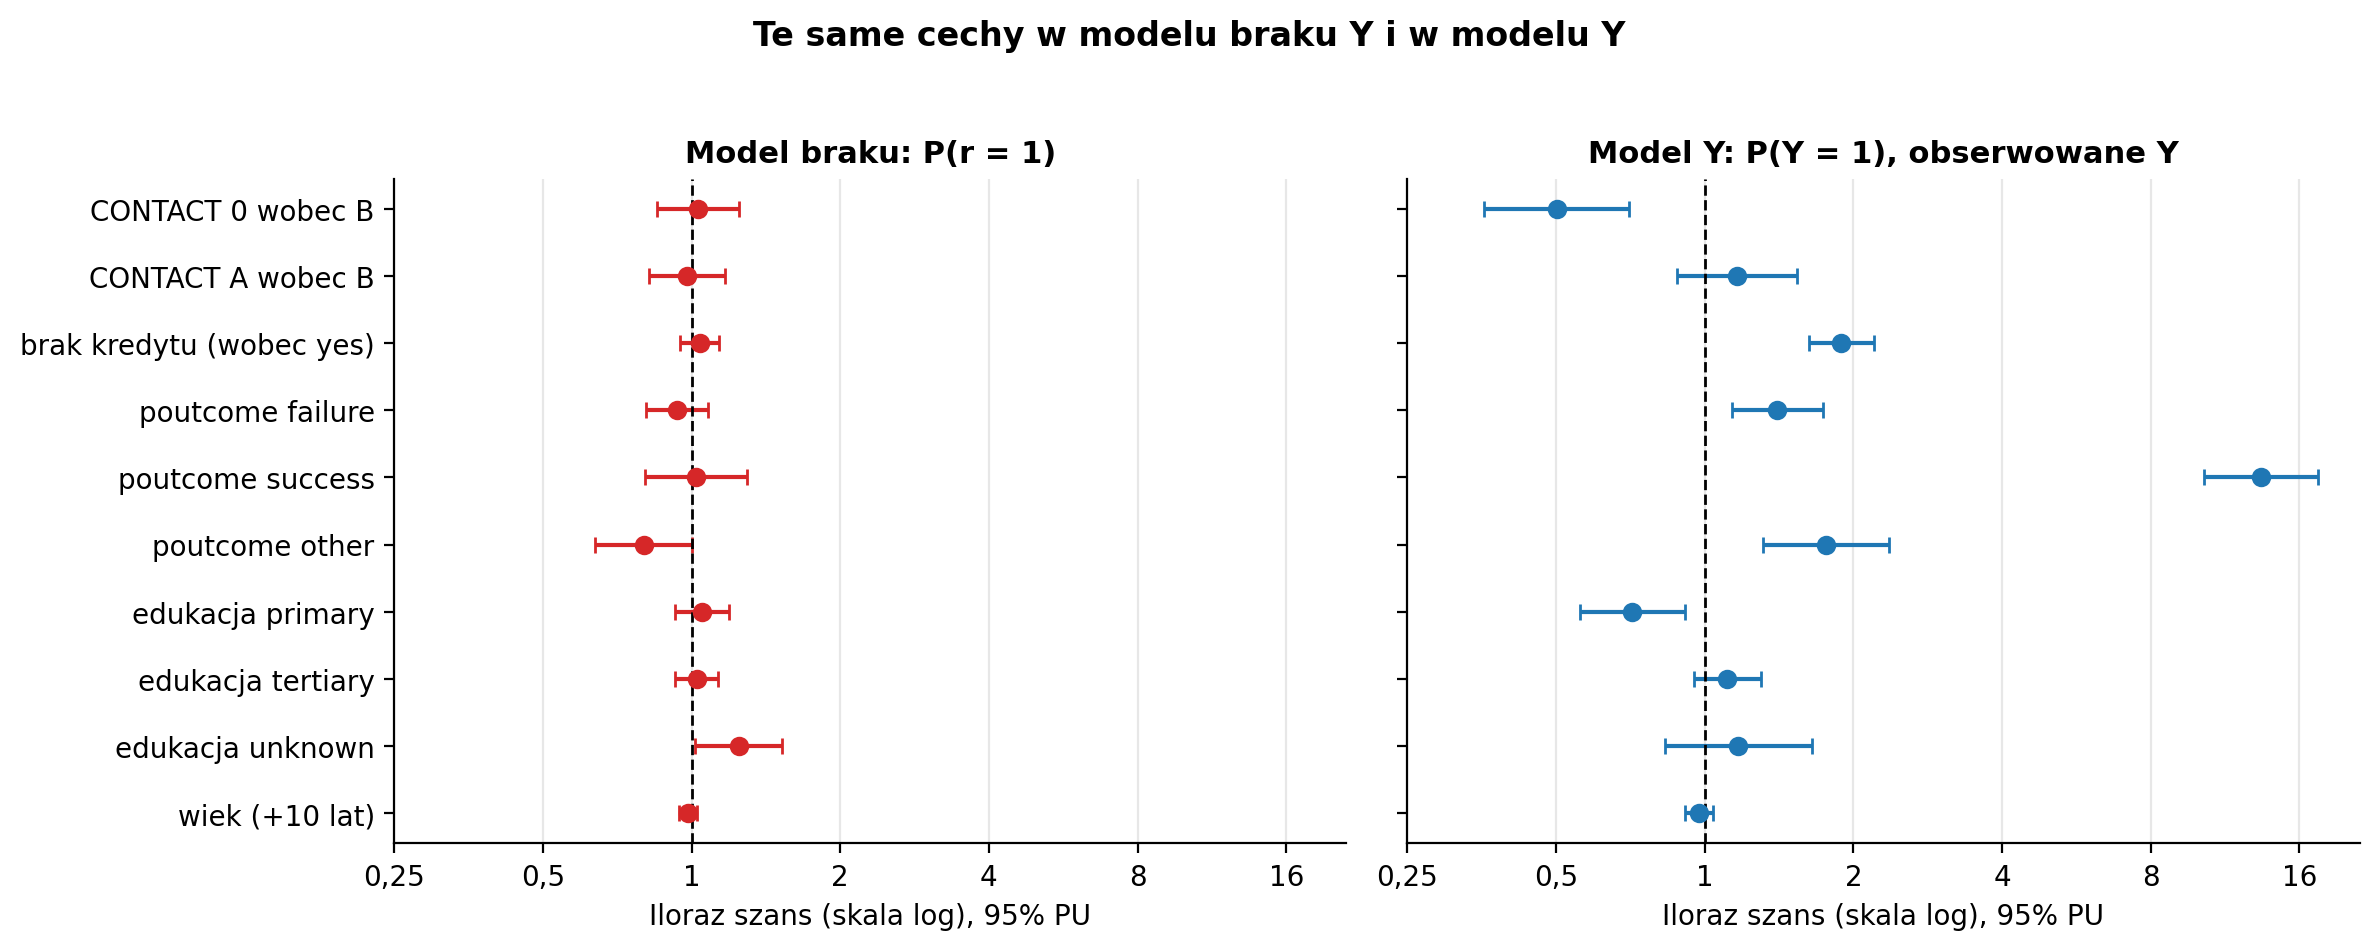 Te same cechy w modelu braku Y i w modelu Y
Model braku: P(r = 1)
CONTACT 0 wobec B
CONTACT A wobec B
brak kredytu (wobec yes)
poutcome failure
poutcome success
poutcome other
edukacja primary
edukacja tertiary
edukacja unknown
wiek (+10 lat)
0,25 0,5 1 2 4 8 16
Iloraz szans (skala log), 95% PU
Model Y: P(Y = 1), obserwowane Y
0,25 0,5 1 2 4 8 16
Iloraz szans (skala log), 95% PU